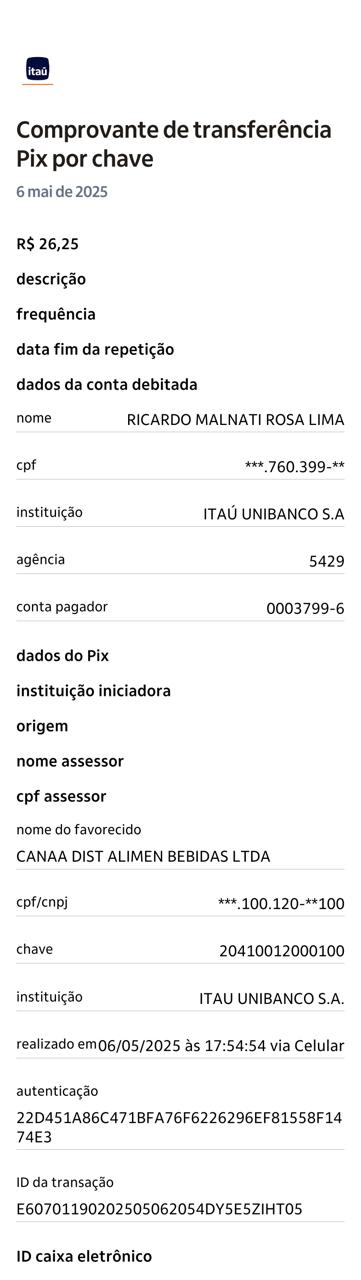 itaú
Comprovante de transferência
Pix por chave
6 mai de 2025
R$ 26,25
descrição
frequência
data fim da repetição
dados da conta debitada
nome RICARDO MALNATI ROSA LIMA
cpf ***.760.399-**
instituição ITAÚ UNIBANCO S.A
agência 5429
conta pagador 0003799-6
dados do Pix
instituição iniciadora
origem
nome assessor
cpf assessor
nome do favorecido
CANAA DIST ALIMEN BEBIDAS LTDA
cpf/cnpj ***.100.120-**100
chave 20410012000100
instituição ITAU UNIBANCO S.A.
realizado em 06/05/2025 às 17:54:54 via Celular
autenticação
22D451A86C471BFA76F6226296EF81558F14
74E3
ID da transação
E60701190202505062054DY5E5ZIHT05
ID caixa eletrônico